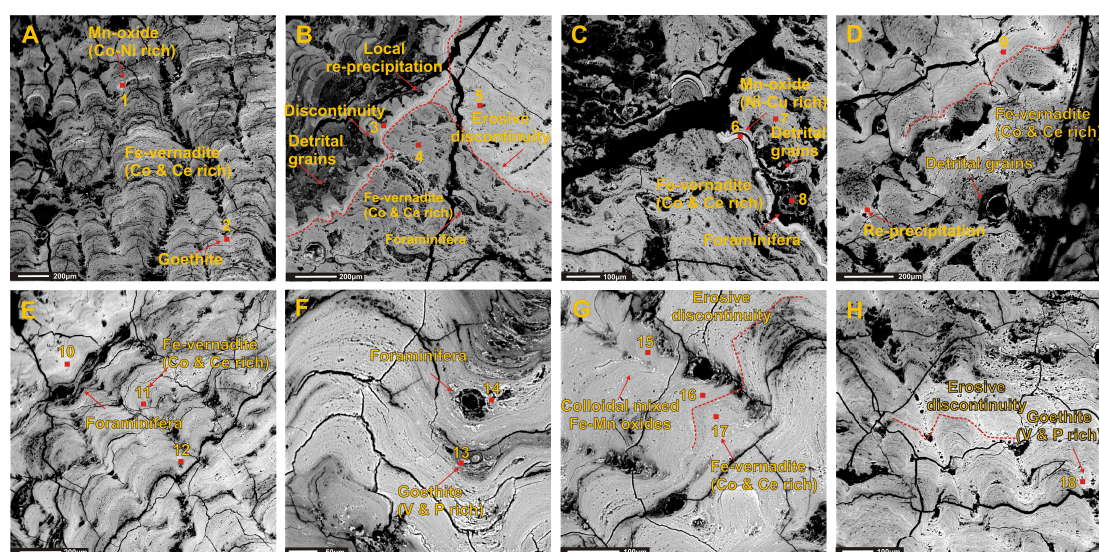 A
Mn-oxide
(Co-Ni rich)
1
Fe-vernadite
(Co & Ce rich)
2
Goethite
200µm
B
Local
re-precipitation
5
Discontinuity
3
Erosive
discontinuity
4
Detrital
grains
Fe-vernadite
(Co & Ce rich)
Foraminifera
200µm
C
Mn-oxide
(Ni-Cu rich)
7
6
Detrital
grains
Fe-vernadite
(Co & Ce rich)
8
Foraminifera
100µm
D
9
Fe-vernadite
(Co & Ce rich)
Detrital grains
Re-precipitation
200µm
E
Fe-vernadite
(Co & Ce rich)
10
11
Foraminifera
12
200µm
F
Foraminifera
14
13
Goethite
(V & P rich)
50µm
G
Erosive
discontinuity
15
16
Colloidal mixed
Fe-Mn oxides
17
Fe-vernadite
(Co & Ce rich)
100µm
H
Erosive
discontinuity
Goethite
(V & P rich)
18
100µm